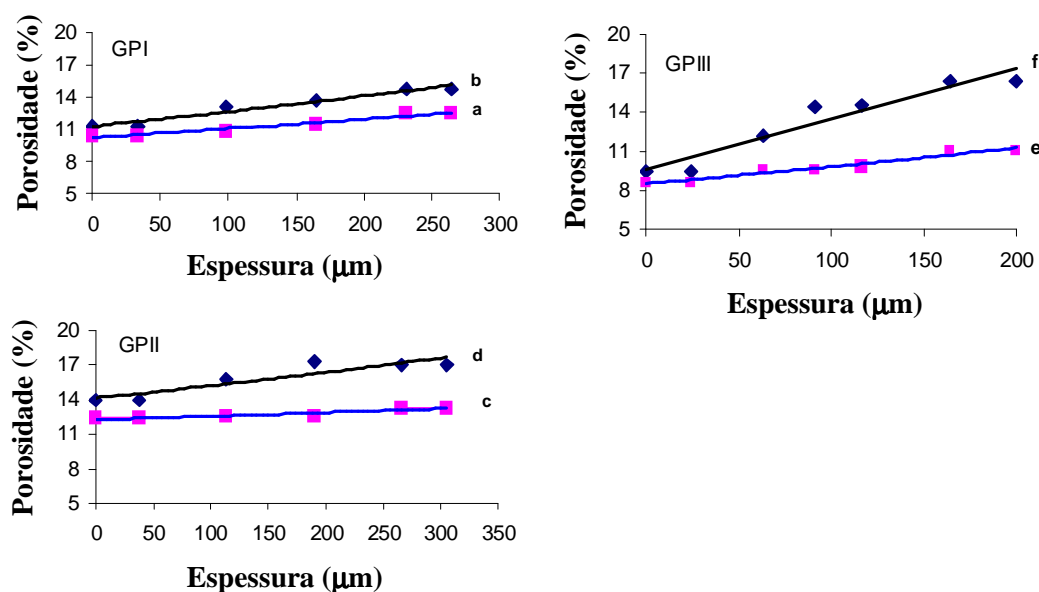 GPI
Porosidade (%)
20
17
14
11
8
5
b
a
0 50 100 150 200 250 300
Espessura (μm)
GPIII
Porosidade (%)
20
17
14
11
8
5
f
e
0 50 100 150 200
Espessura (μm)
GPII
Porosidade (%)
20
17
14
11
8
5
d
c
0 50 100 150 200 250 300 350
Espessura (μm)